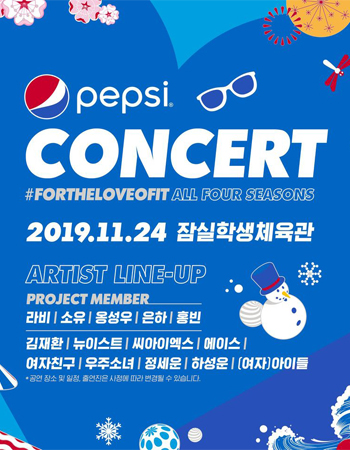 pepsi®
CONCERT
#FORTHELOVEOFIT ALL FOUR SEASONS
2019.11.24 잠실학생체육관
ARTIST LINE-UP
PROJECT MEMBER
라비 | 소유 | 옹성우 | 은하 | 홍빈
김재환 | 뉴이스트 | 씨아이엑스 | 에이스 |
여자친구 | 우주소녀 | 정세운 | 하성운 | (여자)아이들
*공연 장소 및 일정, 출연진은 사정에 따라 변경될 수 있습니다.